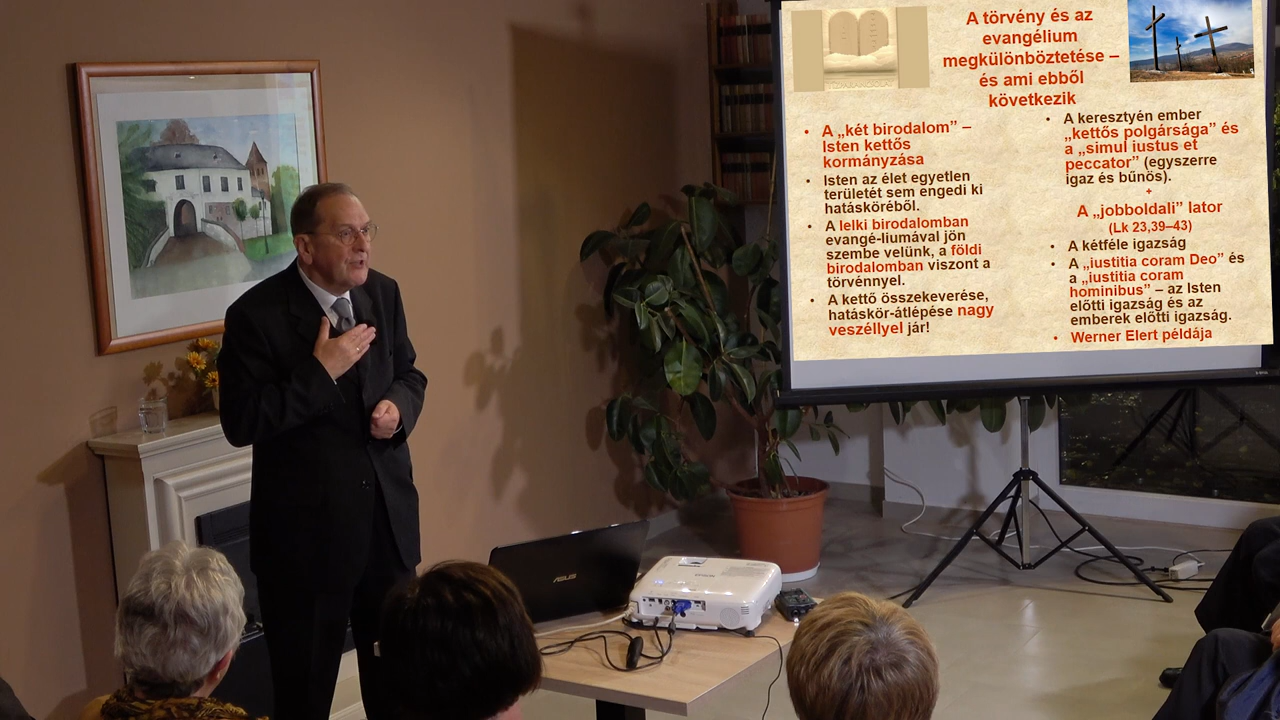 A törvény és az
evangélium
megkülönböztetése –
és ami ebből
következik
• A „két birodalom” –
Isten kettős
kormányzása
• Isten az élet egyetlen
területét sem engedi ki
hatásköréből.
• A lelki birodalomban
evangé-liumával jön
szembe velünk, a földi
birodalomban viszont a
törvénnyel.
• A kettő összekeverése,
hatáskör-átlépése nagy
veszéllyel jár!
• A keresztyén ember
„kettős polgársága” és
a „simul iustus et
peccator” (egyszerre
igaz és bűnös).
+
A „jobboldali” lator
(Lk 23,39–43)
• A kétféle igazság
• A „iustitia coram Deo” és
a „iustitia coram
hominibus” – az Isten
előtti igazság és az
emberek előtti igazság.
• Werner Elert példája
ASUS